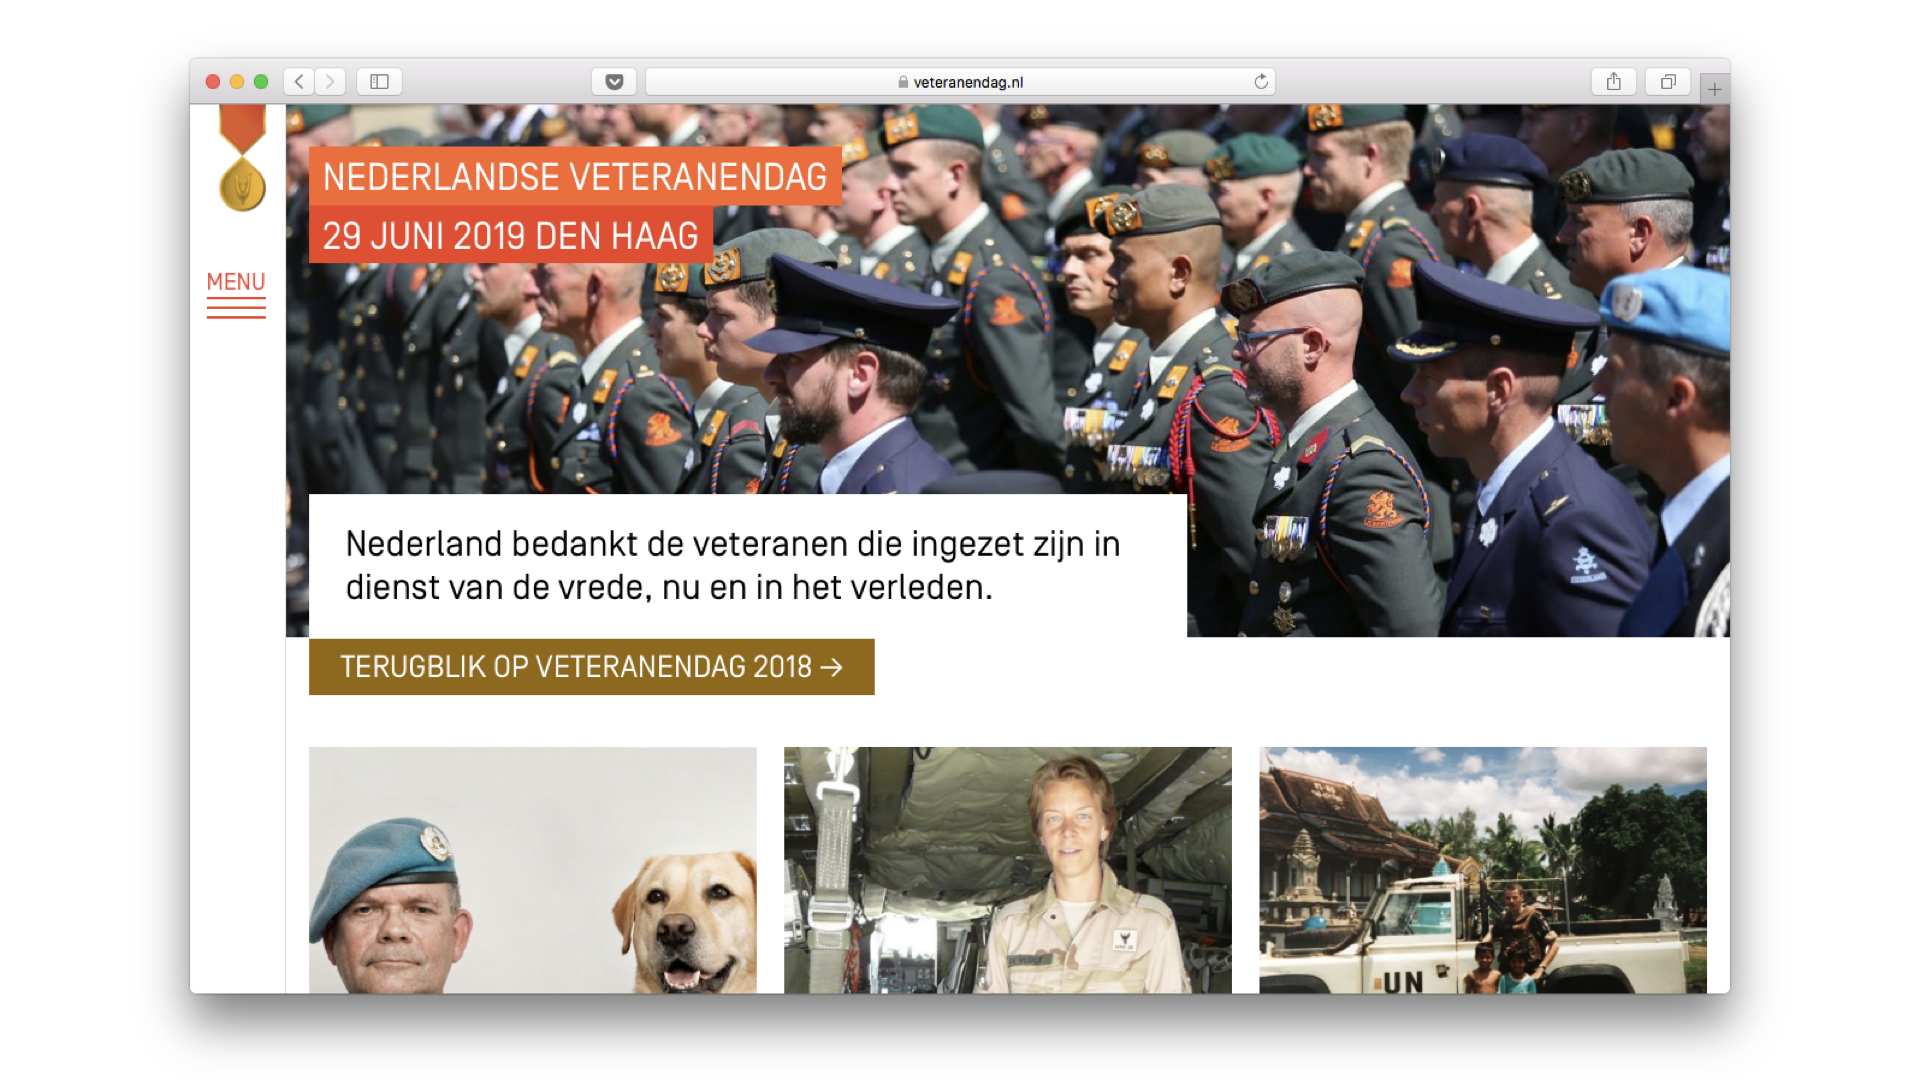 veteranendag.nl
MENU
NEDERLANDSE VETERANENDAG
29 JUNI 2019 DEN HAAG
Nederland bedankt de veteranen die ingezet zijn in
dienst van de vrede, nu en in het verleden.
TERUGBLIK OP VETERANENDAG 2018 →
UN